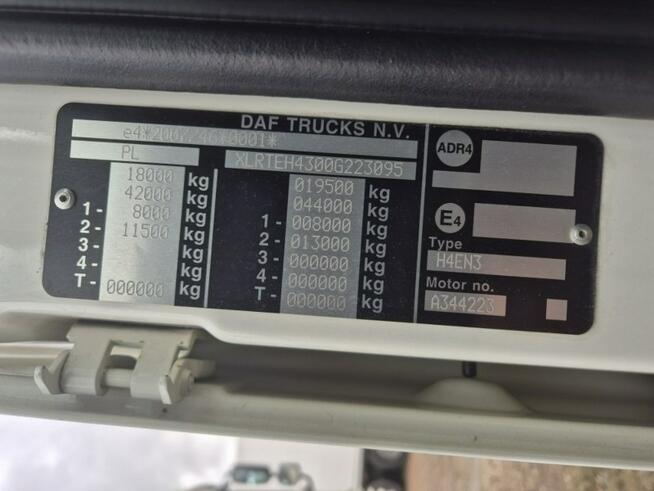 DAF TRUCKS N.V.
e4*2007/46*0001*
PL XLRTEH4300G223095
18000 kg 019500 kg
42000 kg 044000 kg
1- 8000 kg 1- 008000 kg
2- 11500 kg 2- 013000 kg
3- kg 3- 000000 kg
4- kg 4- 000000 kg
T- 000000 kg T- 000000 kg
ADR4
E4
Type
H4EN3
Motor no.
A344223